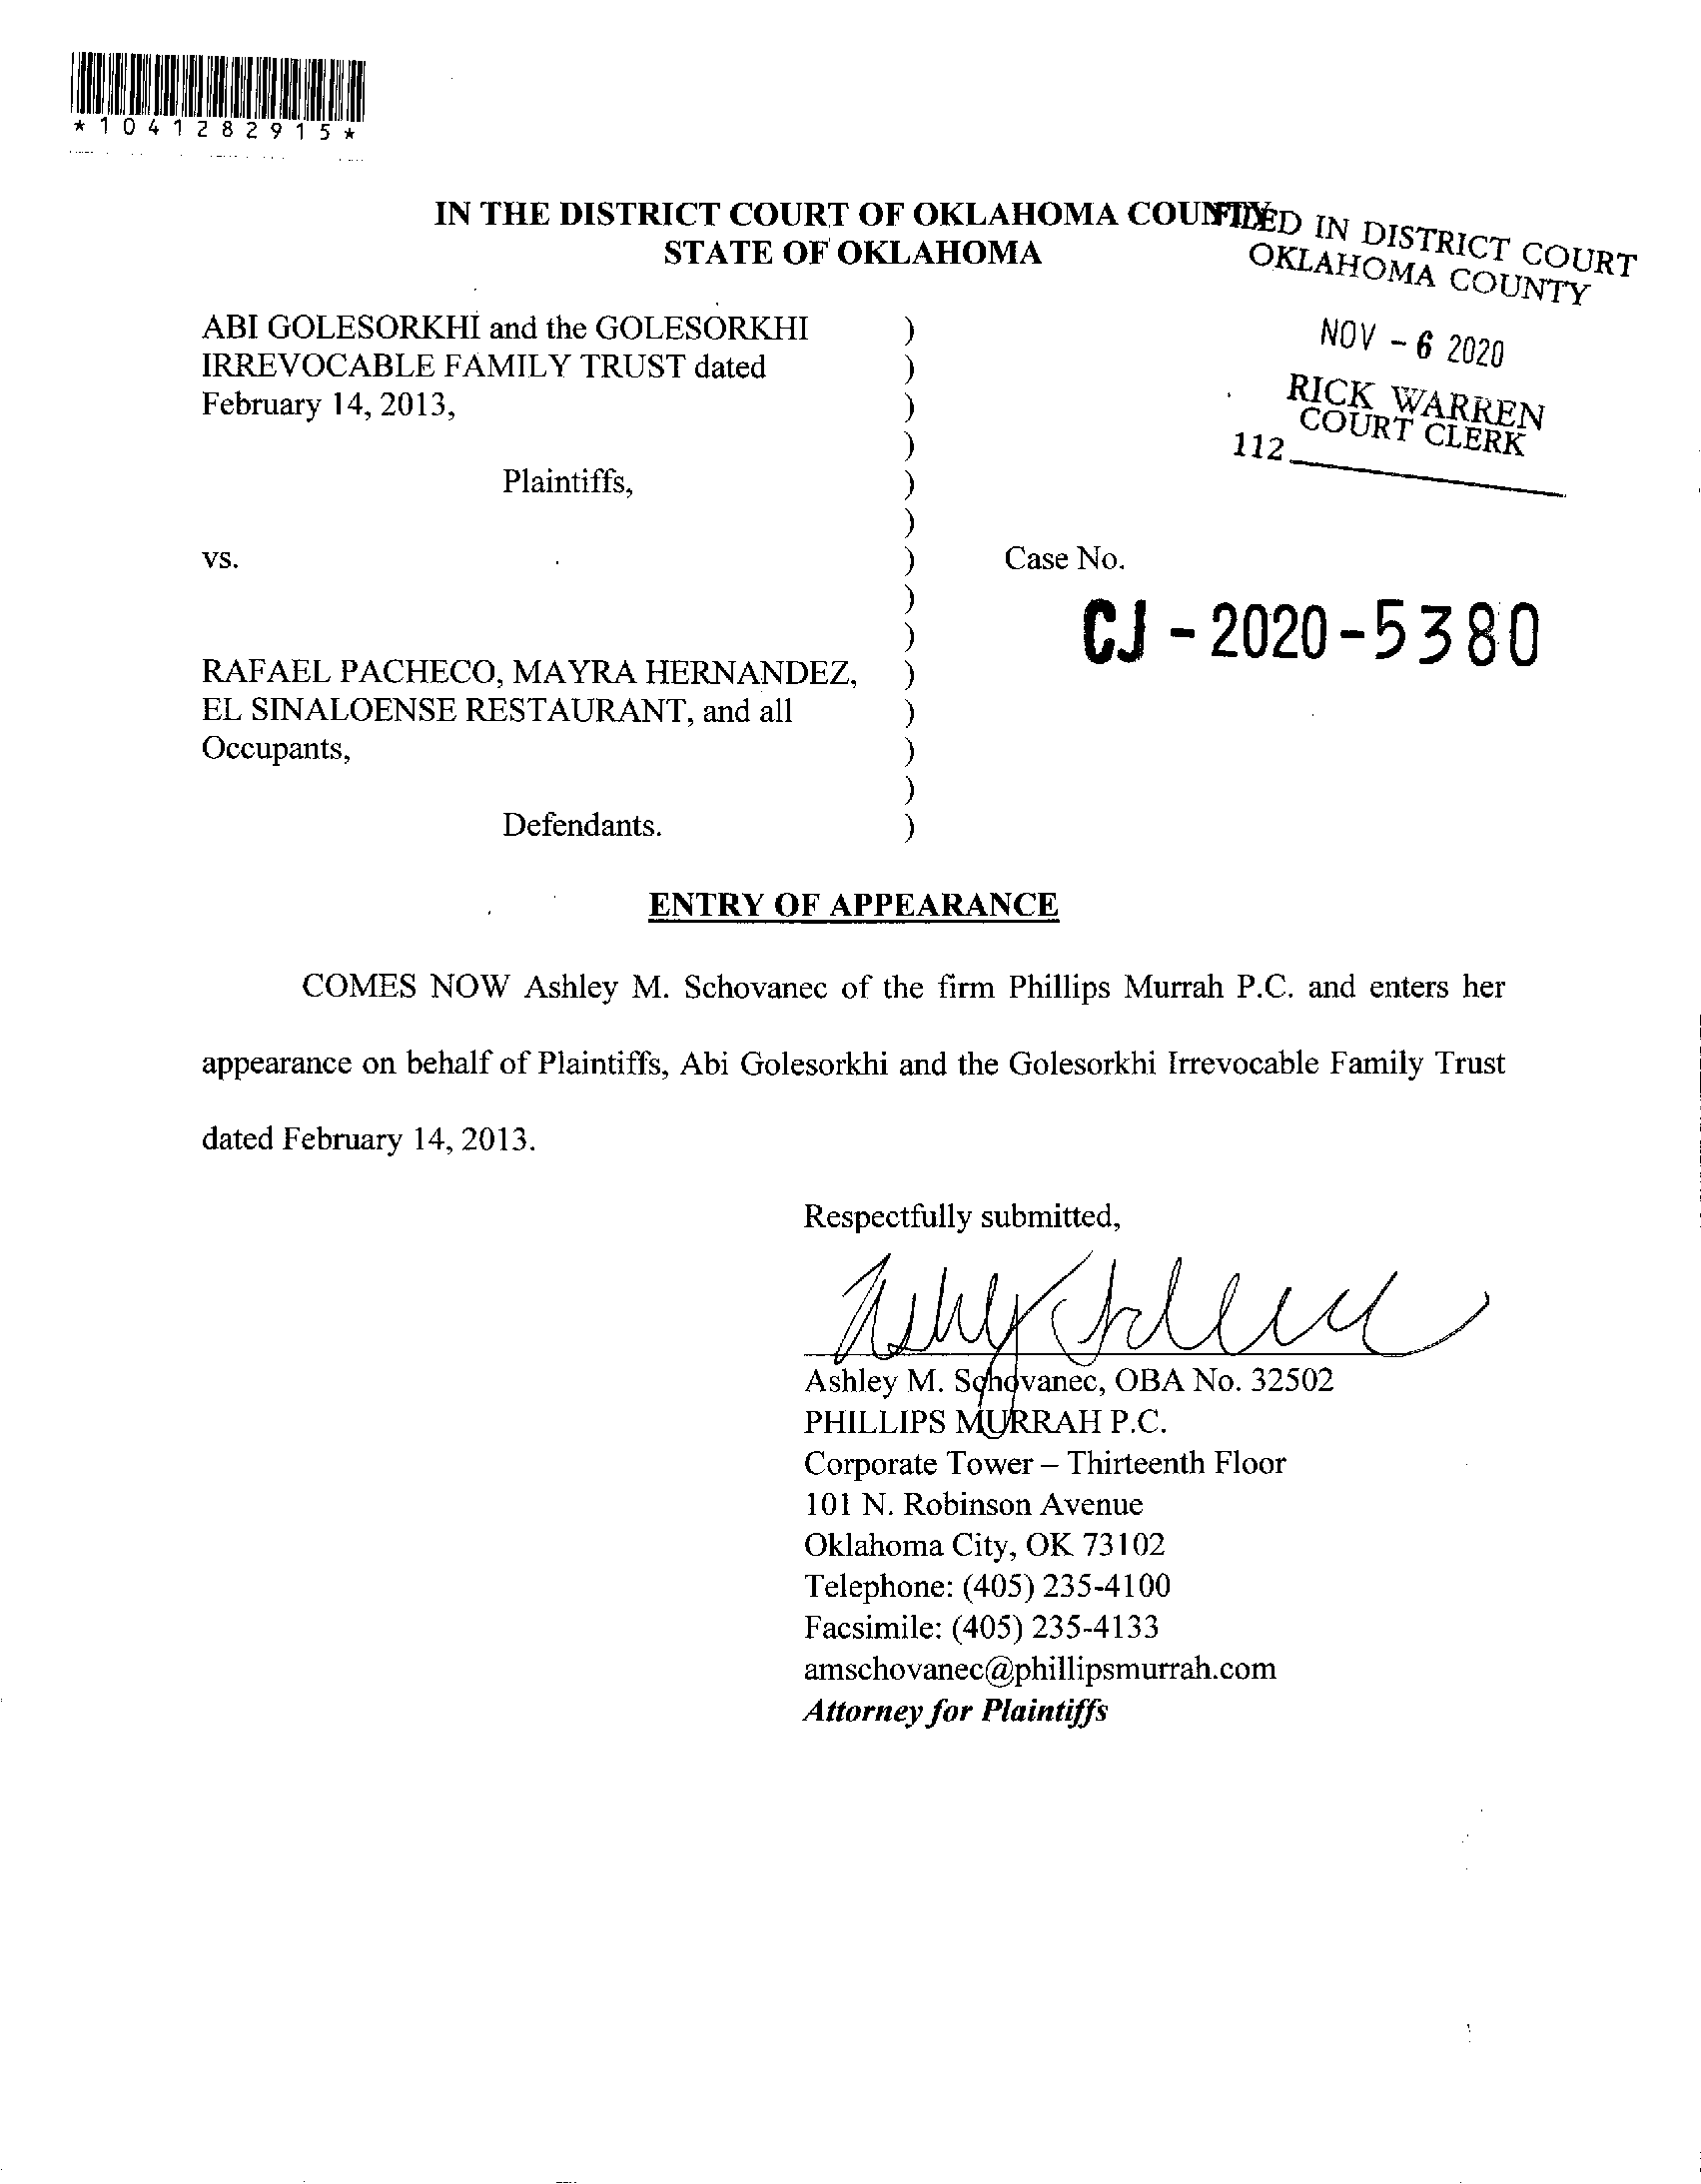 *1041282915*
IN THE DISTRICT COURT OF OKLAHOMA COUNTY
STATE OF OKLAHOMA
FILED IN DISTRICT COURT
OKLAHOMA COUNTY
NOV - 6 2020
RICK WARREN
COURT CLERK
112
ABI GOLESORKHI and the GOLESORKHI )
IRREVOCABLE FAMILY TRUST dated )
February 14, 2013, )
)
Plaintiffs, )
)
vs. ) Case No.
)
) CJ - 2020 - 5380
RAFAEL PACHECO, MAYRA HERNANDEZ, )
EL SINALOENSE RESTAURANT, and all )
Occupants, )
)
Defendants. )
ENTRY OF APPEARANCE
COMES NOW Ashley M. Schovanec of the firm Phillips Murrah P.C. and enters her
appearance on behalf of Plaintiffs, Abi Golesorkhi and the Golesorkhi Irrevocable Family Trust
dated February 14, 2013.
Respectfully submitted,
Ashley M. Schovanec, OBA No. 32502
PHILLIPS MURRAH P.C.
Corporate Tower – Thirteenth Floor
101 N. Robinson Avenue
Oklahoma City, OK 73102
Telephone: (405) 235-4100
Facsimile: (405) 235-4133
amschovanec@phillipsmurrah.com
Attorney for Plaintiffs